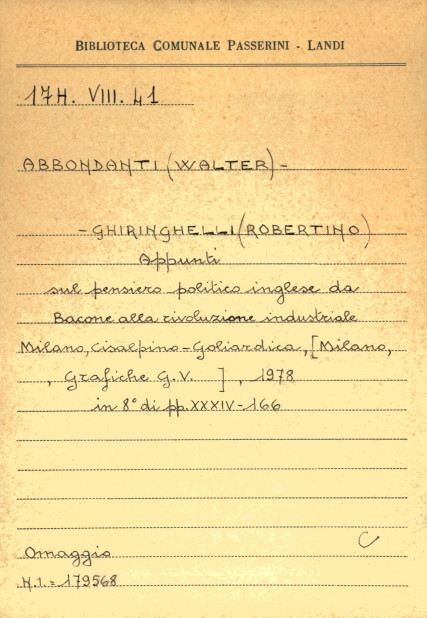 BIBLIOTECA COMUNALE PASSERINI - LANDI
17H. VIII. 41
ABBONDANTI (WALTER) -
- GHIRINGHELLI (ROBERTINO)
Appunti
sul pensiero politico inglese da
Bacone alla rivoluzione industriale
Milano, Cisalpino-Goliardica, [Milano,
, Grafiche G.V. ], 1978
in 8° di pp. XXXIV-166
C
Omaggio
N.I. = 179568